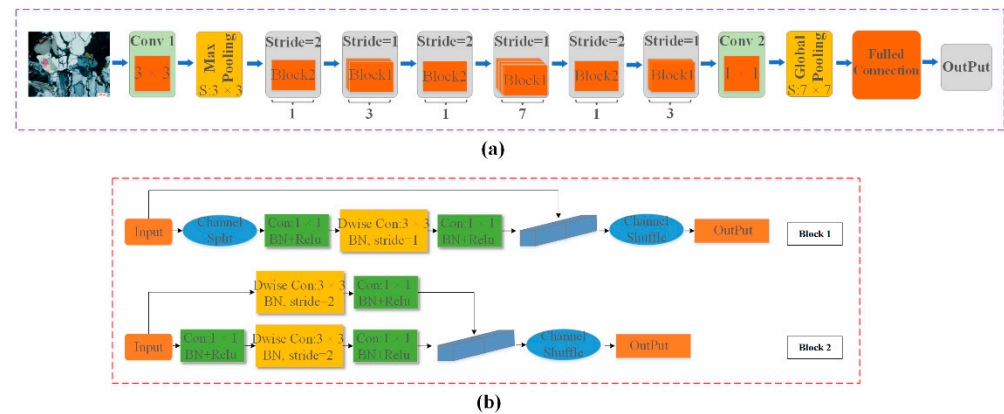 Conv 1
3 × 3
Max
Pooling
S:3 × 3
Stride=2
Block2
1
Stride=1
Block1
3
Stride=2
Block2
1
Stride=1
Block1
7
Stride=2
Block2
1
Stride=1
Block1
3
Conv 2
1 × 1
Global
Pooling
S:7 × 7
Fulled
Connection
OutPut
(a)
Input
Channel
Split
Con:1 × 1
BN+Relu
Dwise Con:3 × 3
BN, stride=1
Con:1 × 1
BN+Relu
Channel
Shuffle
OutPut
Block 1
Dwise Con:3 × 3
BN, stride=2
Con:1 × 1
BN+Relu
Input
Con:1 × 1
BN+Relu
Dwise Con:3 × 3
BN, stride=2
Con:1 × 1
BN+Relu
Channel
Shuffle
OutPut
Block 2
(b)